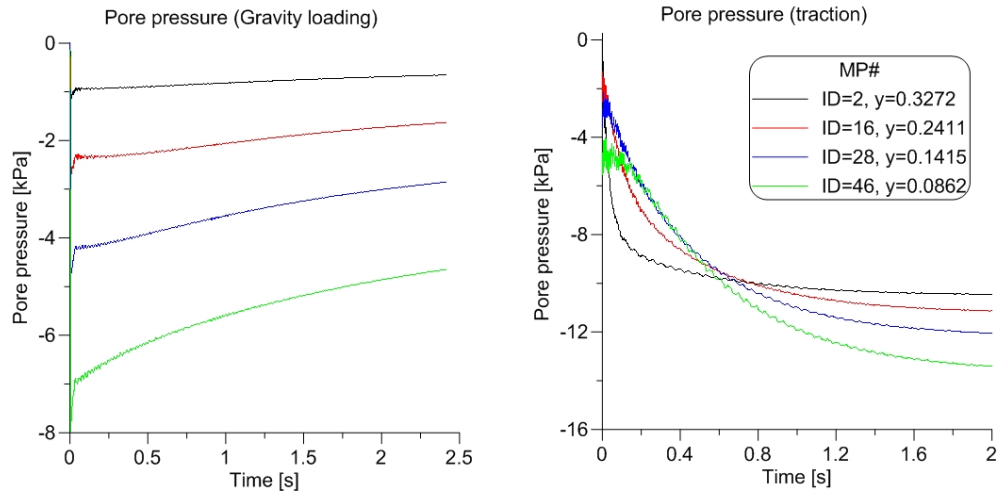 Pore pressure (Gravity loading)
0
-2
-4
-6
-8
Pore pressure [kPa]
0
0.5
1
1.5
2
2.5
Time [s]
Pore pressure (traction)
0
-4
-8
-12
-16
Pore pressure [kPa]
0
0.4
0.8
1.2
1.6
2
Time [s]
MP#
ID=2, y=0.3272
ID=16, y=0.2411
ID=28, y=0.1415
ID=46, y=0.0862